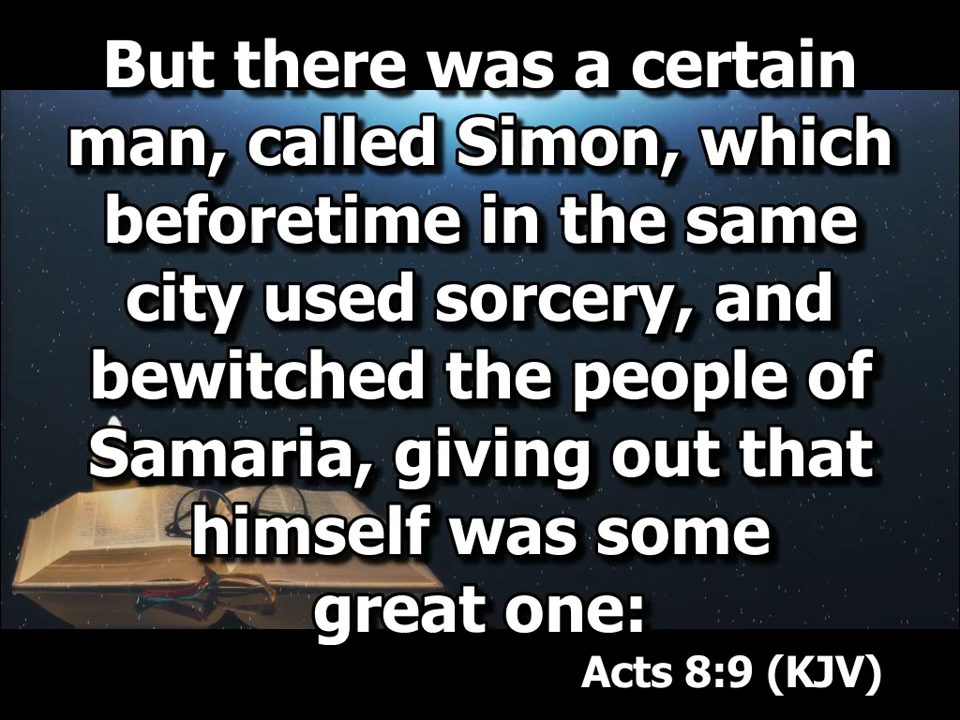 But there was a certain
man, called Simon, which
beforetime in the same
city used sorcery, and
bewitched the people of
Samaria, giving out that
himself was some
great one:
Acts 8:9 (KJV)